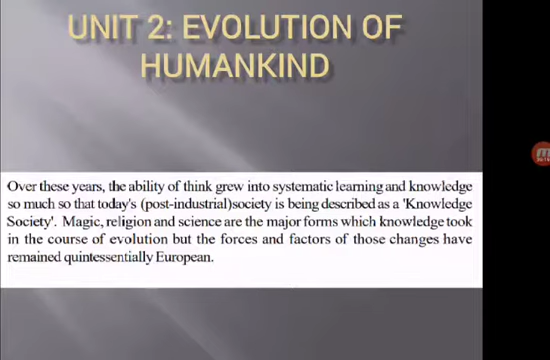 UNIT 2: EVOLUTION OF
HUMANKIND
Over these years, the ability of think grew into systematic learning and knowledge
so much so that today's (post-industrial)society is being described as a 'Knowledge
Society'. Magic, religion and science are the major forms which knowledge took
in the course of evolution but the forces and factors of those changes have
remained quintessentially European.